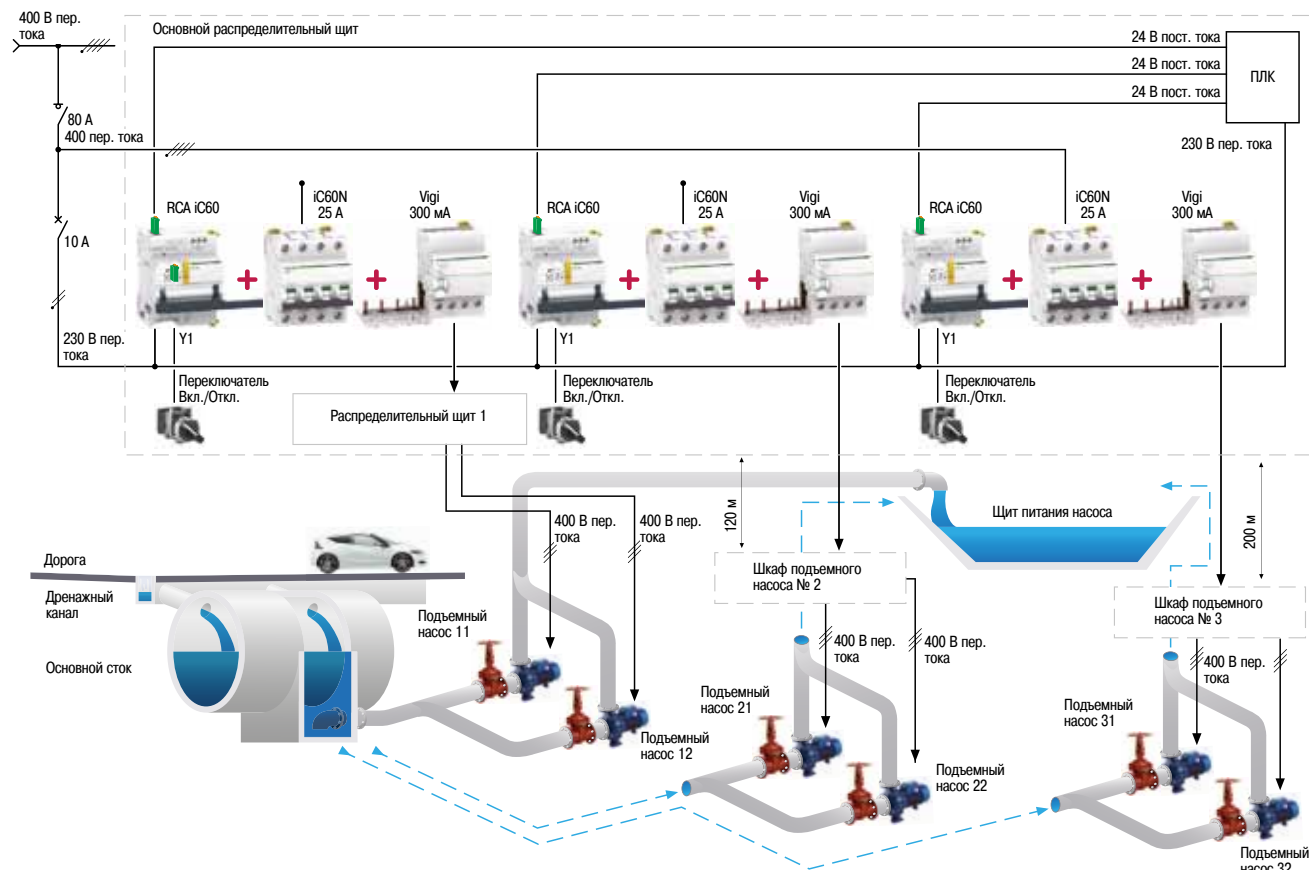 400 В пер.
тока
Основной распределительный щит
24 В пост. тока
24 В пост. тока
24 В пост. тока
ПЛК
80 А
400 пер. тока
230 В пер. тока
RCA iC60
iC60N
25 А
Vigi
300 мА
RCA iC60
iC60N
25 А
Vigi
300 мА
RCA iC60
iC60N
25 А
Vigi
300 мА
10 А
230 В пер.
тока
Y1
Y1
Y1
Переключатель
Вкл./Откл.
Переключатель
Вкл./Откл.
Переключатель
Вкл./Откл.
Распределительный щит 1
120 м
200 м
400 В пер.
тока
400 В пер.
тока
Щит питания насоса
Дорога
Дренажный
канал
Основной сток
Шкаф подъемного
насоса № 2
Шкаф подъемного
насоса № 3
Подъемный
насос 11
Подъемный
насос 12
400 В пер.
тока
400 В пер.
тока
400 В пер.
тока
Подъемный
насос 21
Подъемный
насос 22
Подъемный
насос 31
Подъемный
насос 32